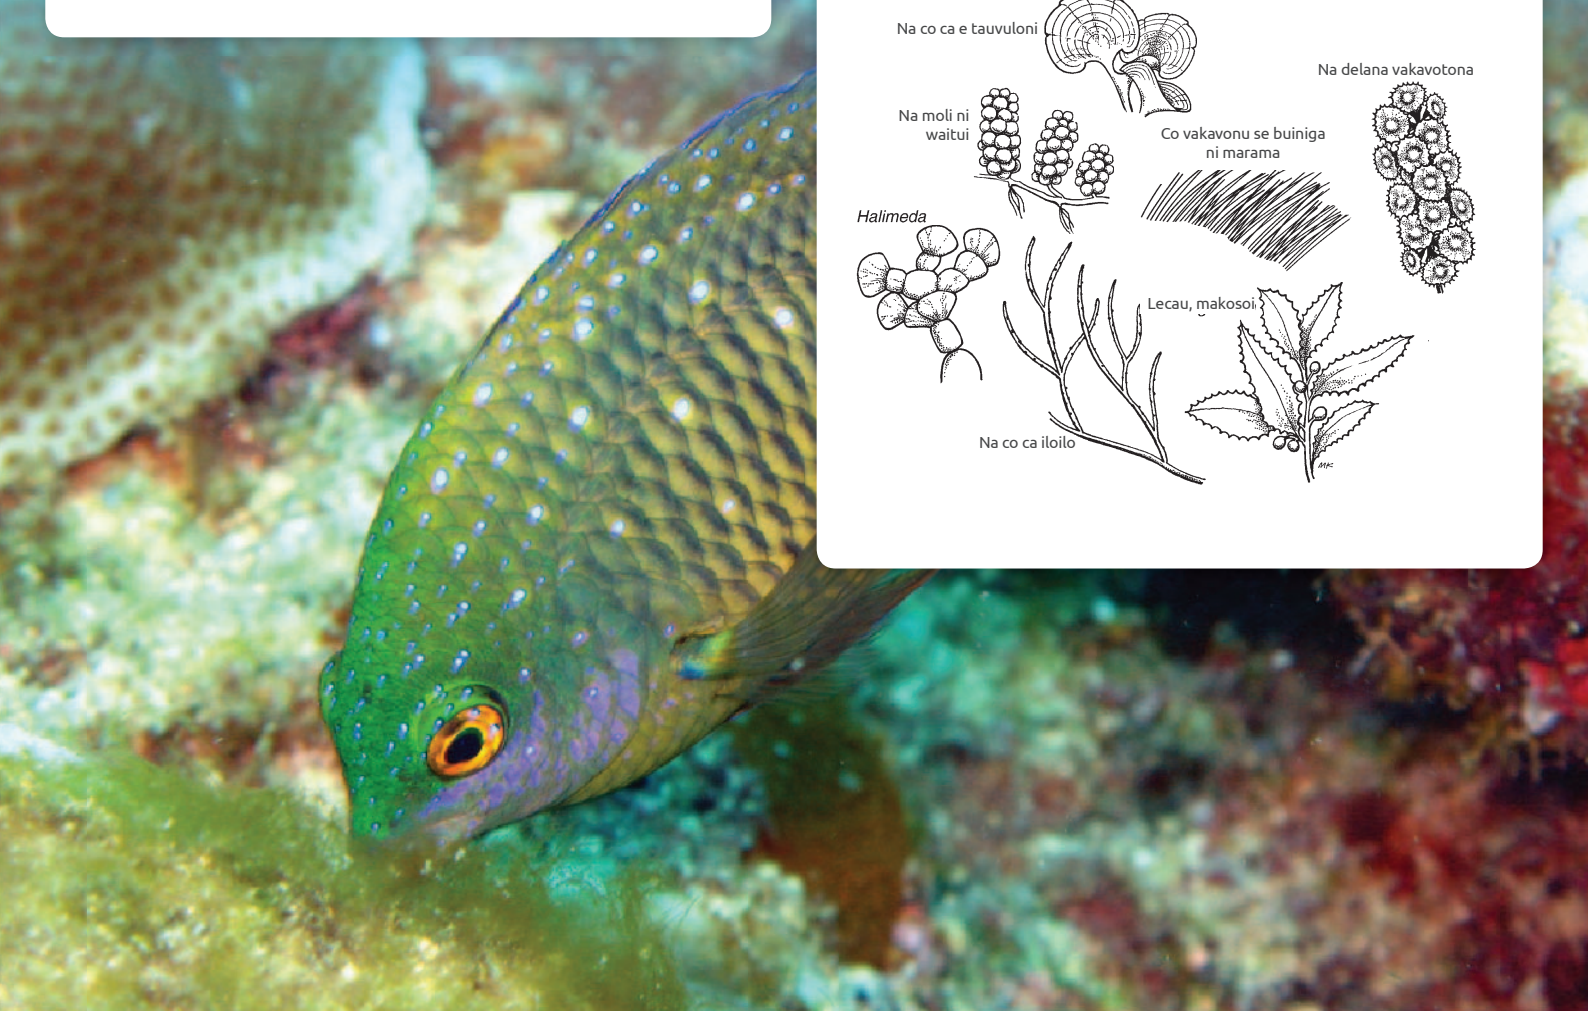 Na co ca e tauvuloni
Na delana vakavotona
Na moli ni
waitui
Co vakavonu se buiniga
ni marama
Halimeda
Lecau, makosoi
Na co ca iloilo
MK